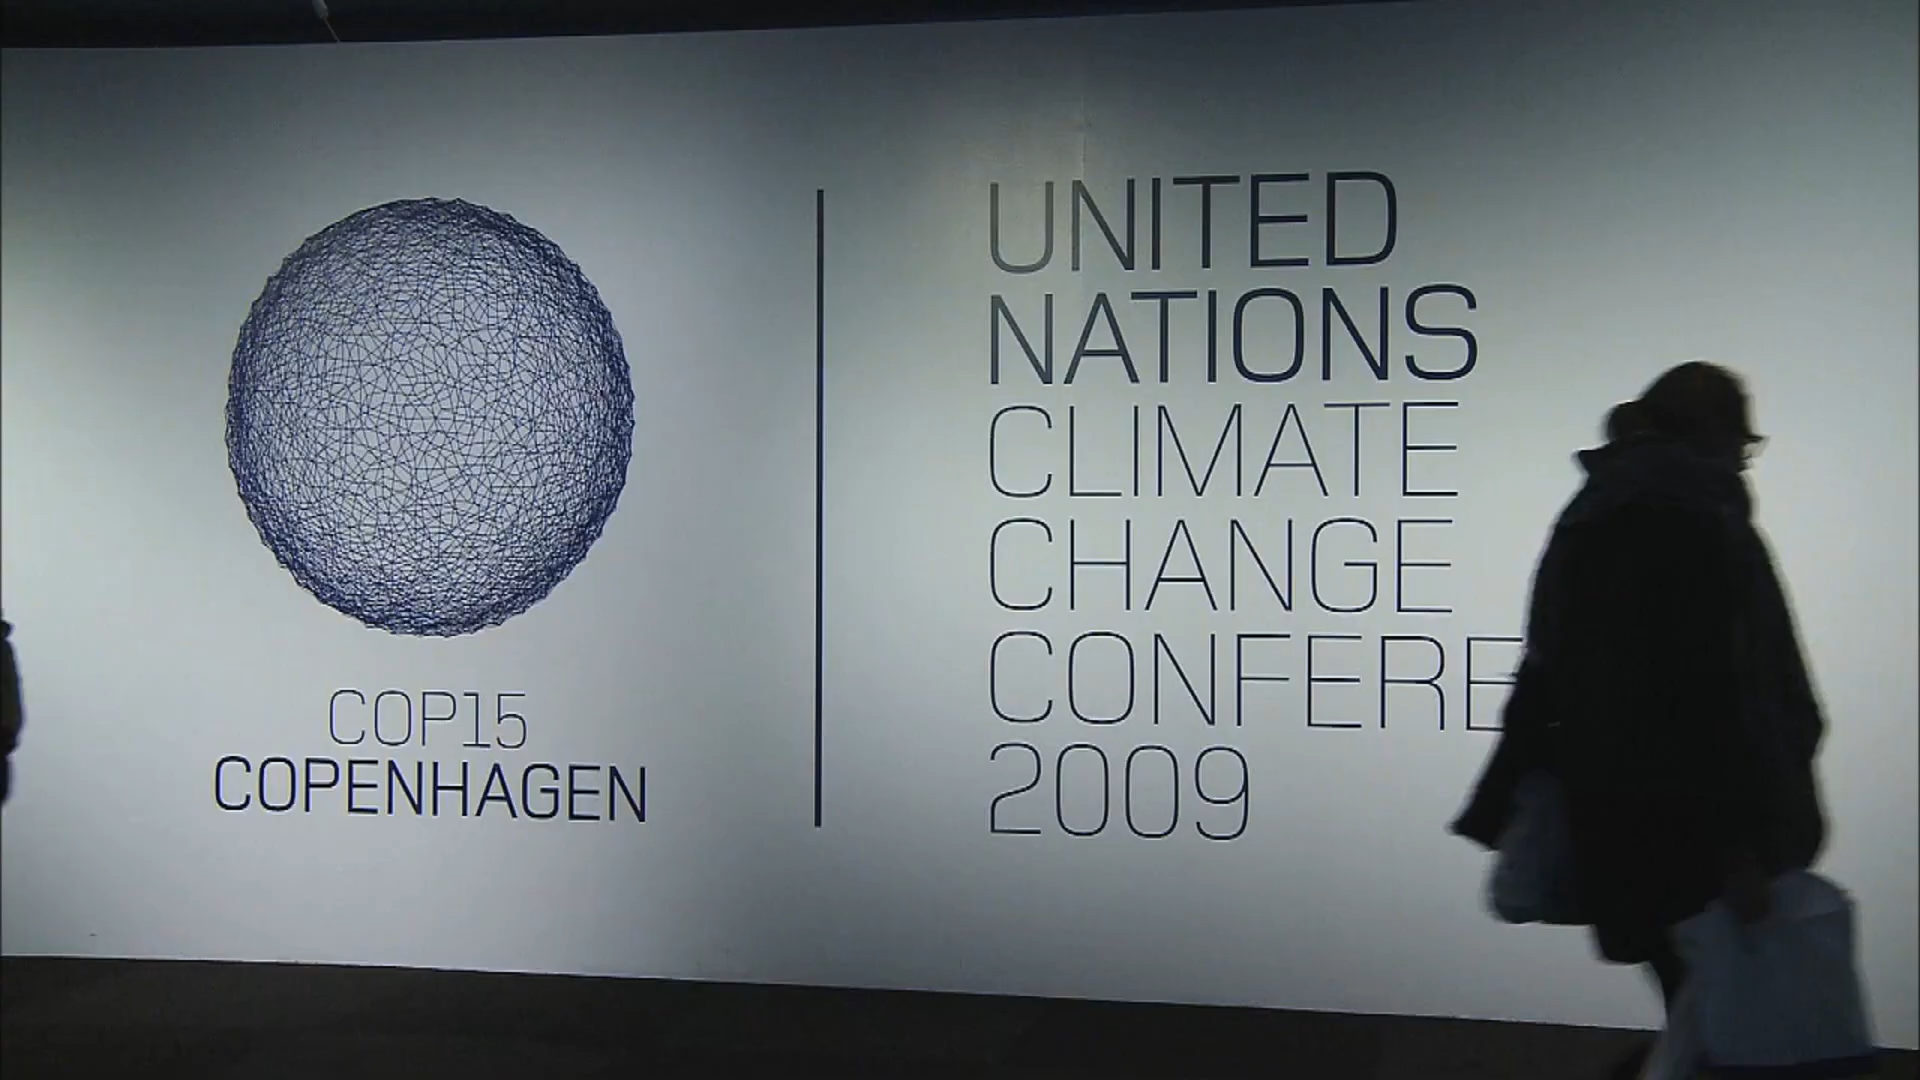 COP15
COPENHAGEN
UNITED
NATIONS
CLIMATE
CHANGE
CONFERE
2009